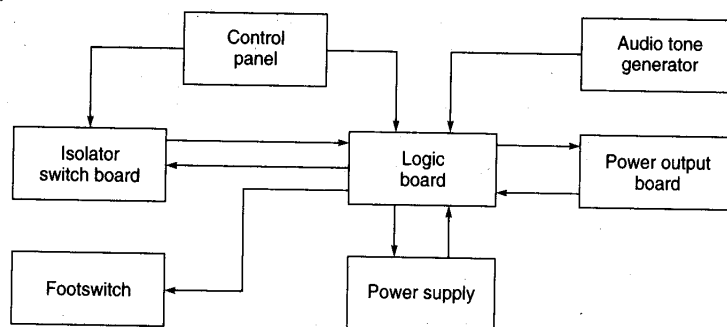 Control
panel
Audio tone
generator
Isolator
switch board
Logic
board
Power output
board
Footswitch
Power supply